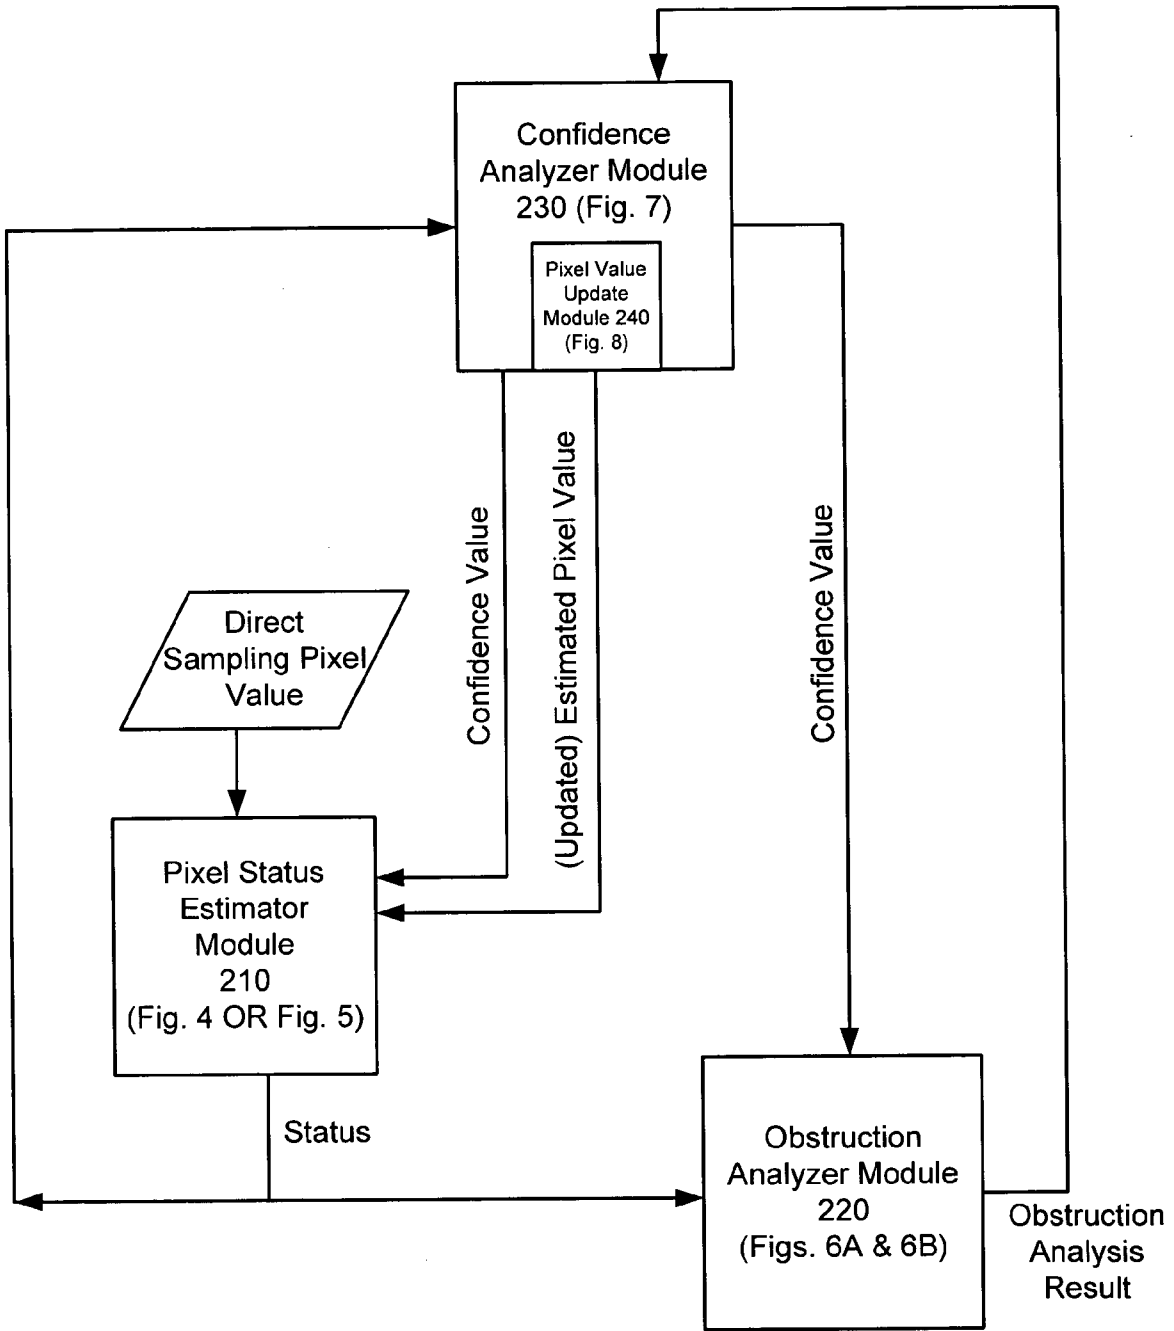 Confidence
Analyzer Module
230 (Fig. 7)
Pixel Value
Update
Module 240
(Fig. 8)
Confidence Value
(Updated) Estimated Pixel Value
Confidence Value
Direct
Sampling Pixel
Value
Pixel Status
Estimator
Module
210
(Fig. 4 OR Fig. 5)
Status
Obstruction
Analyzer Module
220
(Figs. 6A & 6B)
Obstruction
Analysis
Result